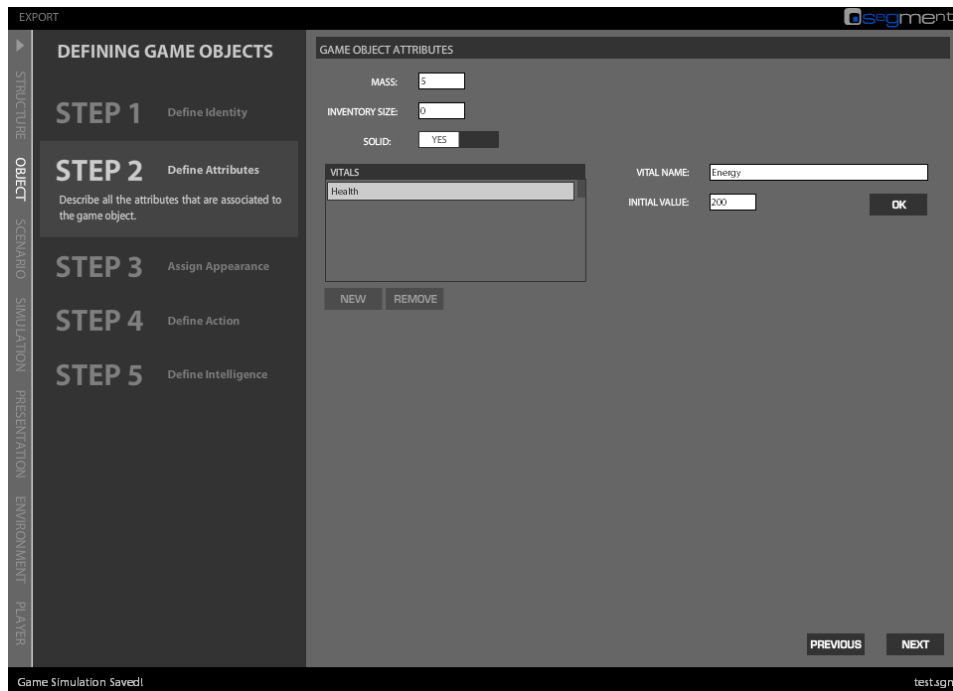 EXPORT
segment
STRUCTURE
OBJECT
SCENARIO
SIMULATION
PRESENTATION
ENVIRONMENT
PLAYER
DEFINING GAME OBJECTS
STEP 1 Define Identity
STEP 2 Define Attributes
Describe all the attributes that are associated to
the game object.
STEP 3 Assign Appearance
STEP 4 Define Action
STEP 5 Define Intelligence
GAME OBJECT ATTRIBUTES
MASS: 5
INVENTORY SIZE: 0
SOLID: YES
VITALS
Health
NEW REMOVE
VITAL NAME: Energy
INITIAL VALUE: 200
OK
PREVIOUS NEXT
Game Simulation Saved!
test.sgn